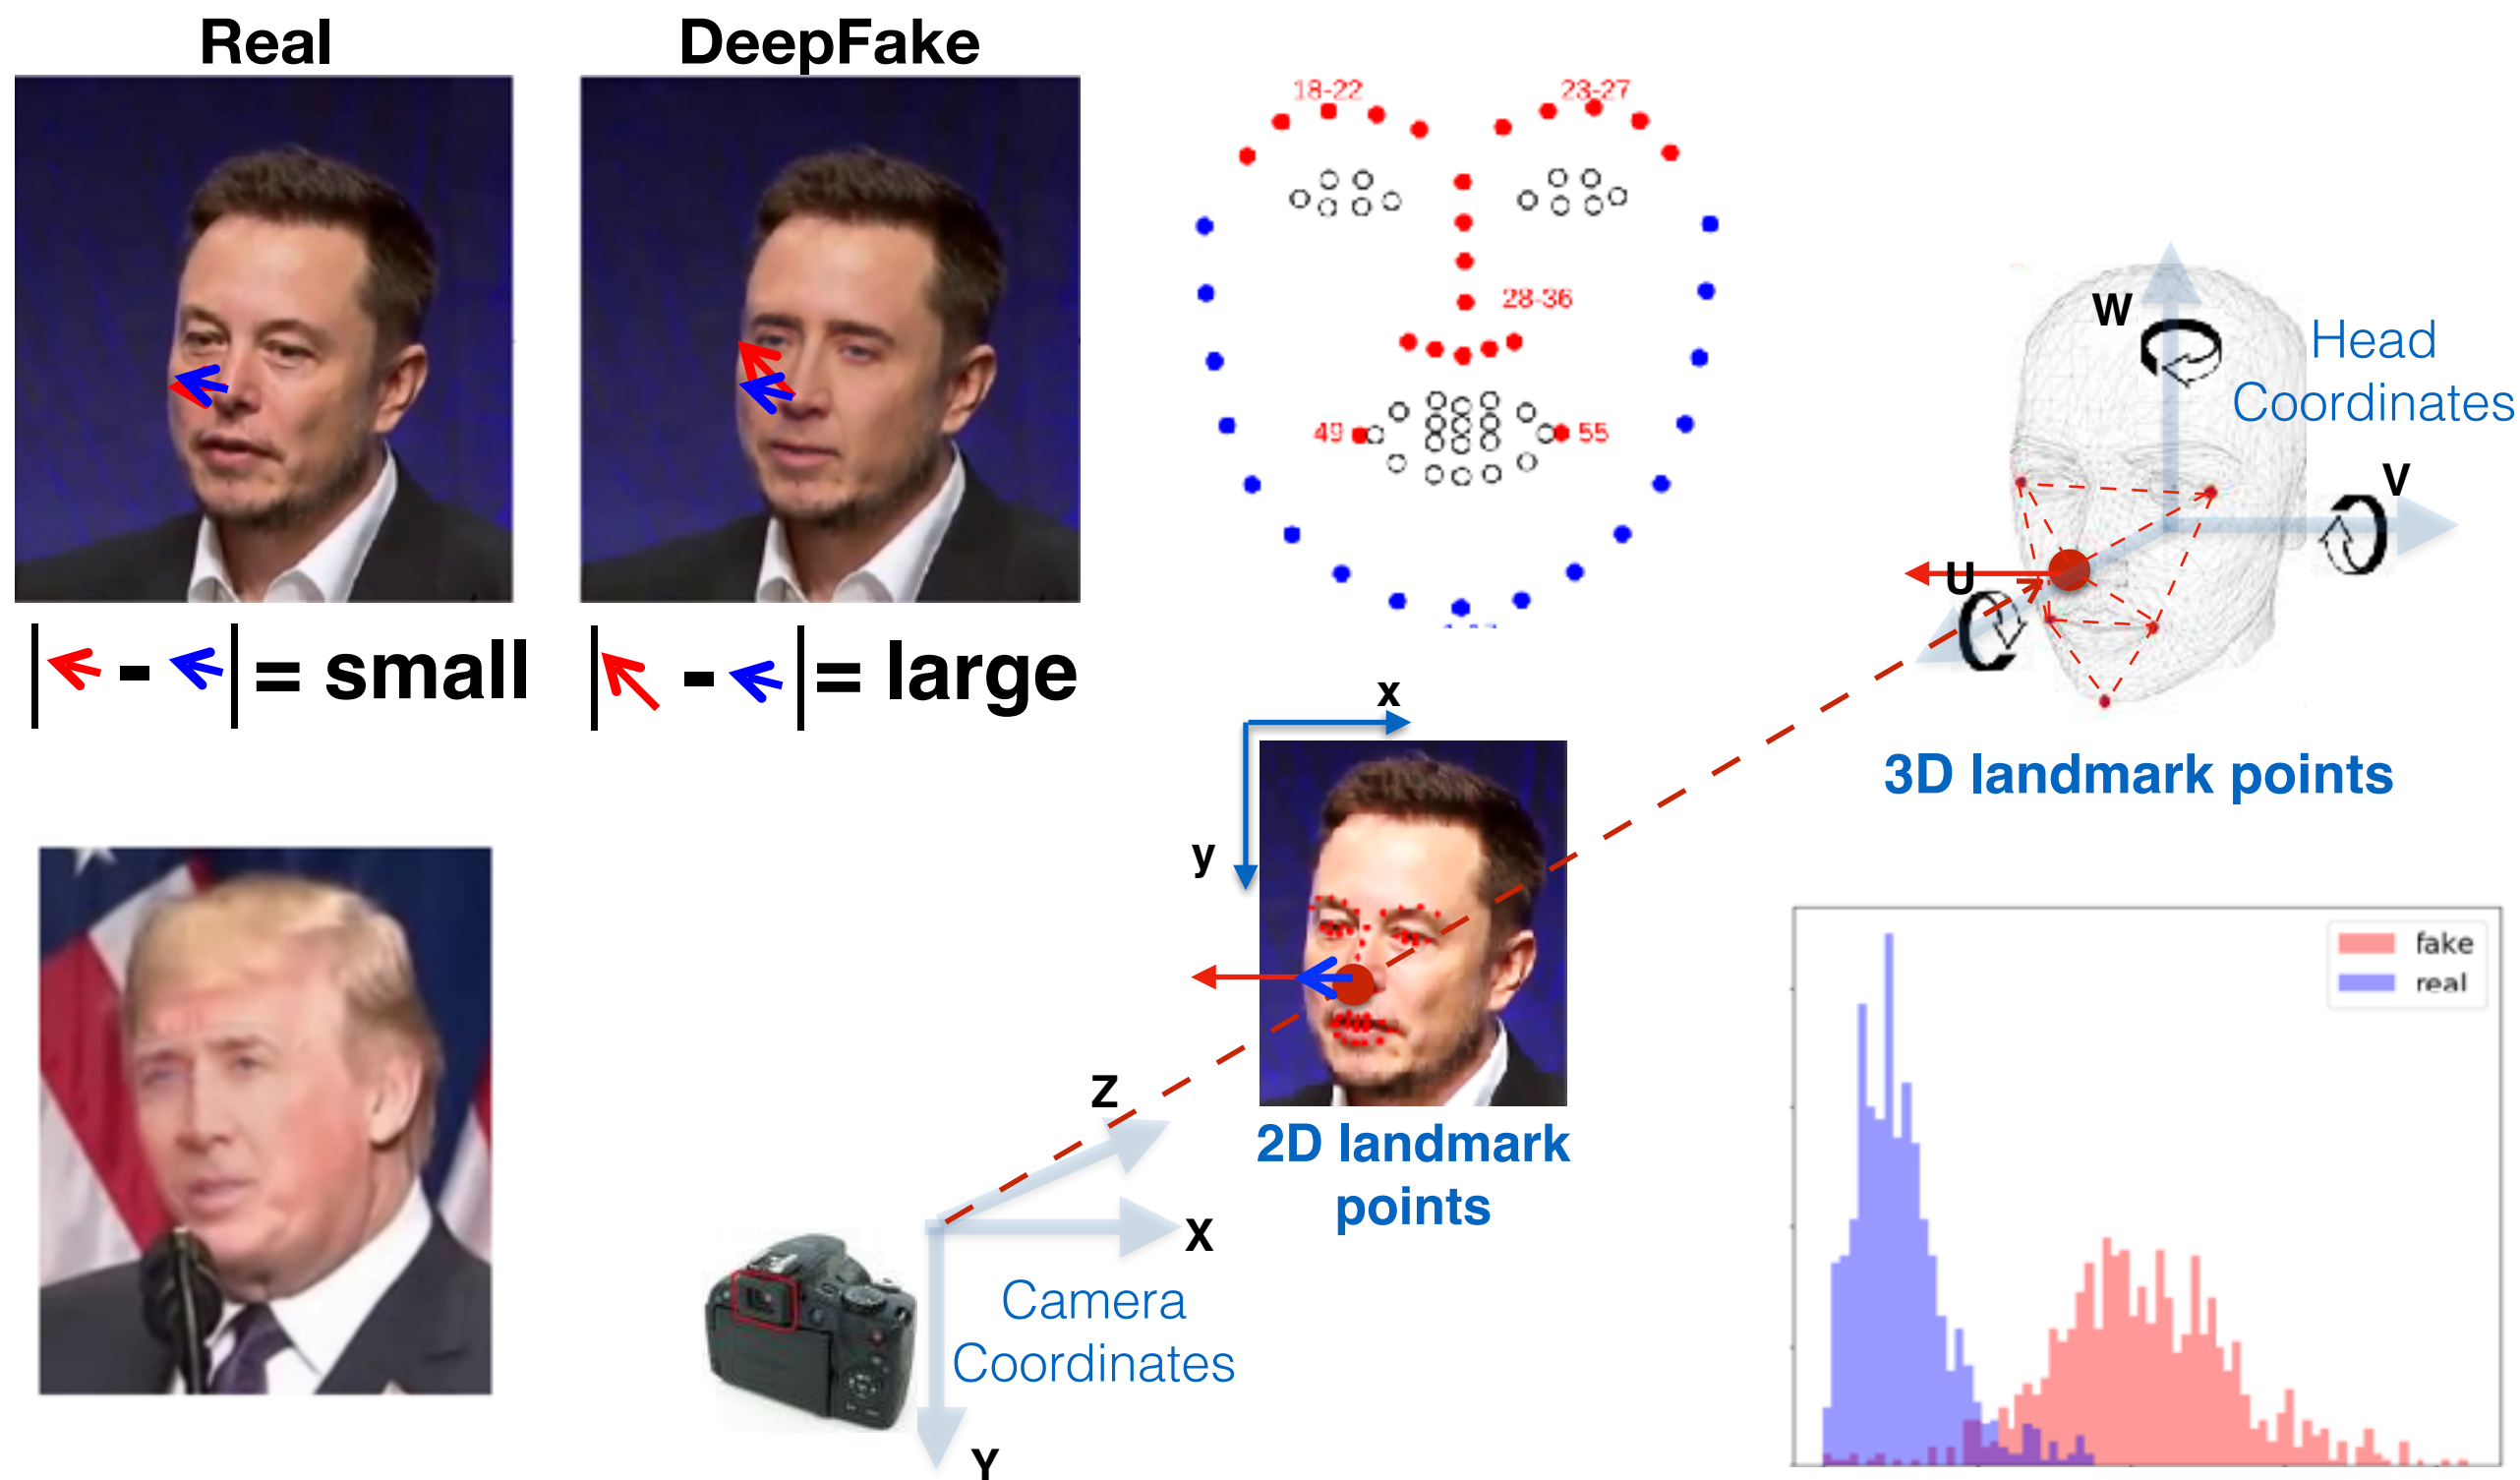 Real
DeepFake
18-22
23-27
28-36
49
55
| - | = small
| - | = large
W
Head
Coordinates
V
U
3D landmark points
x
y
2D landmark
points
Z
X
Camera
Coordinates
Y
fake
real